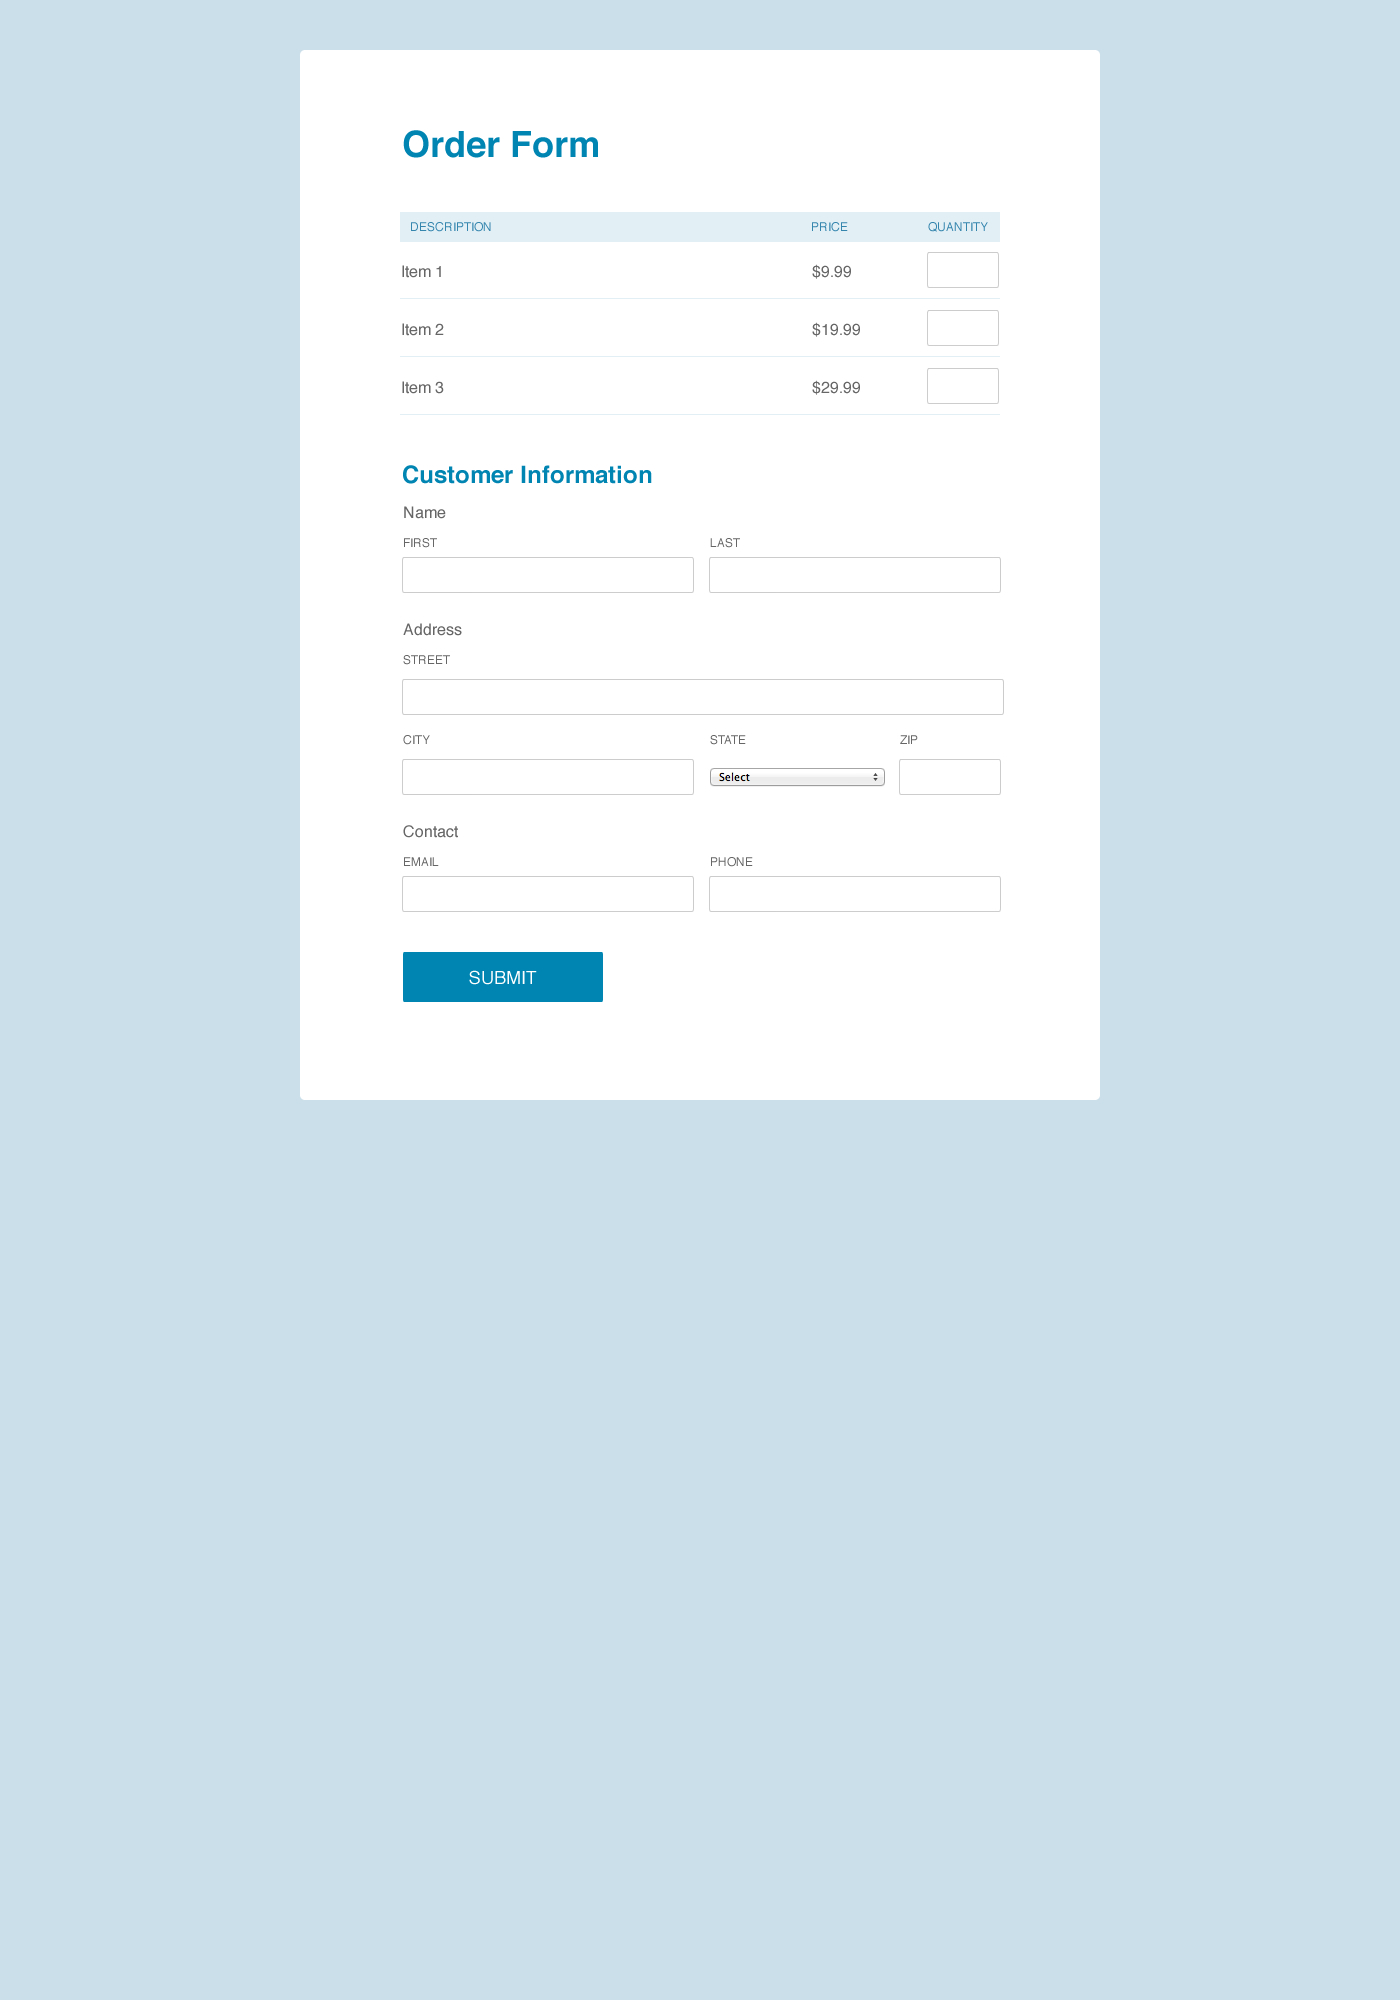 Order Form
DESCRIPTION PRICE QUANTITY
Item 1 $9.99
Item 2 $19.99
Item 3 $29.99
Customer Information
Name
FIRST LAST
Address
STREET
CITY STATE ZIP
Select
Contact
EMAIL PHONE
SUBMIT